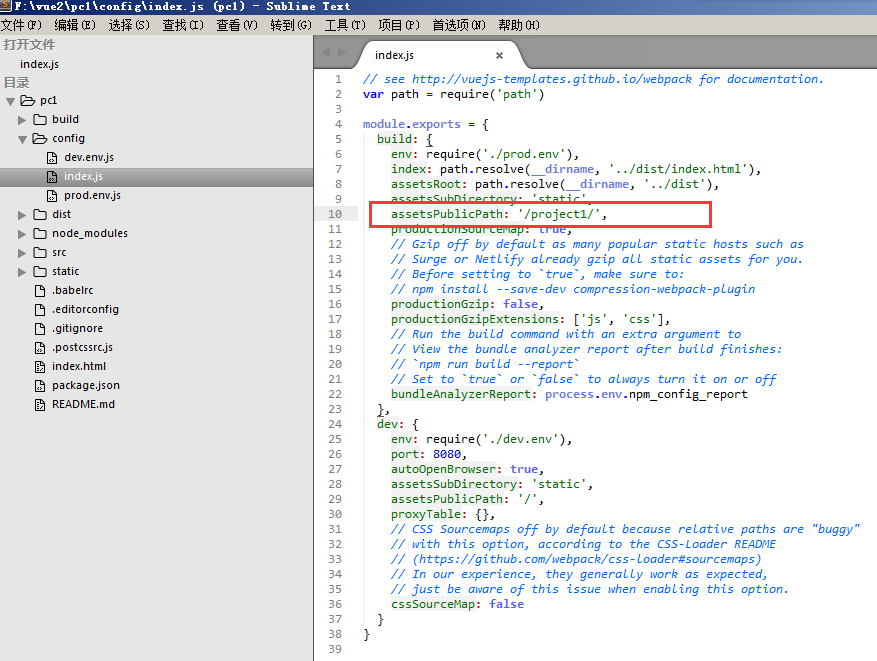 F:\vue2\pc1\config\index.js (pc1) - Sublime Text
文件(F) 编辑(E) 选择(S) 查找(I) 查看(V) 转到(G) 工具(T) 项目(P) 首选项(N) 帮助(H)
打开文件
index.js
目录
pc1
build
config
dev.env.js
index.js
prod.env.js
dist
node_modules
src
static
.babelrc
.editorconfig
.gitignore
.postcssrc.js
index.html
package.json
README.md
index.js ×
1 // see http://vuejs-templates.github.io/webpack for documentation.
2 var path = require('path')
3
4 module.exports = {
5 build: {
6 env: require('./prod.env'),
7 index: path.resolve(__dirname, '../dist/index.html'),
8 assetsRoot: path.resolve(__dirname, '../dist'),
9 assetsSubDirectory: 'static',
10 assetsPublicPath: '/project1/',
11 productionSourceMap: true,
12 // Gzip off by default as many popular static hosts such as
13 // Surge or Netlify already gzip all static assets for you.
14 // Before setting to `true`, make sure to:
15 // npm install --save-dev compression-webpack-plugin
16 productionGzip: false,
17 productionGzipExtensions: ['js', 'css'],
18 // Run the build command with an extra argument to
19 // View the bundle analyzer report after build finishes:
20 // `npm run build --report`
21 // Set to `true` or `false` to always turn it on or off
22 bundleAnalyzerReport: process.env.npm_config_report
23 },
24 dev: {
25 env: require('./dev.env'),
26 port: 8080,
27 autoOpenBrowser: true,
28 assetsSubDirectory: 'static',
29 assetsPublicPath: '/',
30 proxyTable: {},
31 // CSS Sourcemaps off by default because relative paths are "buggy"
32 // with this option, according to the CSS-Loader README
33 // (https://github.com/webpack/css-loader#sourcemaps)
34 // In our experience, they generally work as expected,
35 // just be aware of this issue when enabling this option.
36 cssSourceMap: false
37 }
38 }
39